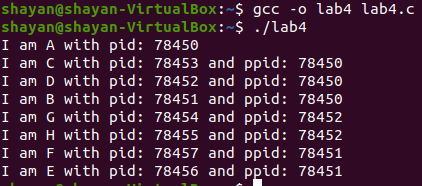 shayan@shayan-VirtualBox:~$ gcc -o lab4 lab4.c
shayan@shayan-VirtualBox:~$ ./lab4
I am A with pid: 78450
I am C with pid: 78453 and ppid: 78450
I am D with pid: 78452 and ppid: 78450
I am B with pid: 78451 and ppid: 78450
I am G with pid: 78454 and ppid: 78452
I am H with pid: 78455 and ppid: 78452
I am F with pid: 78457 and ppid: 78451
I am E with pid: 78456 and ppid: 78451